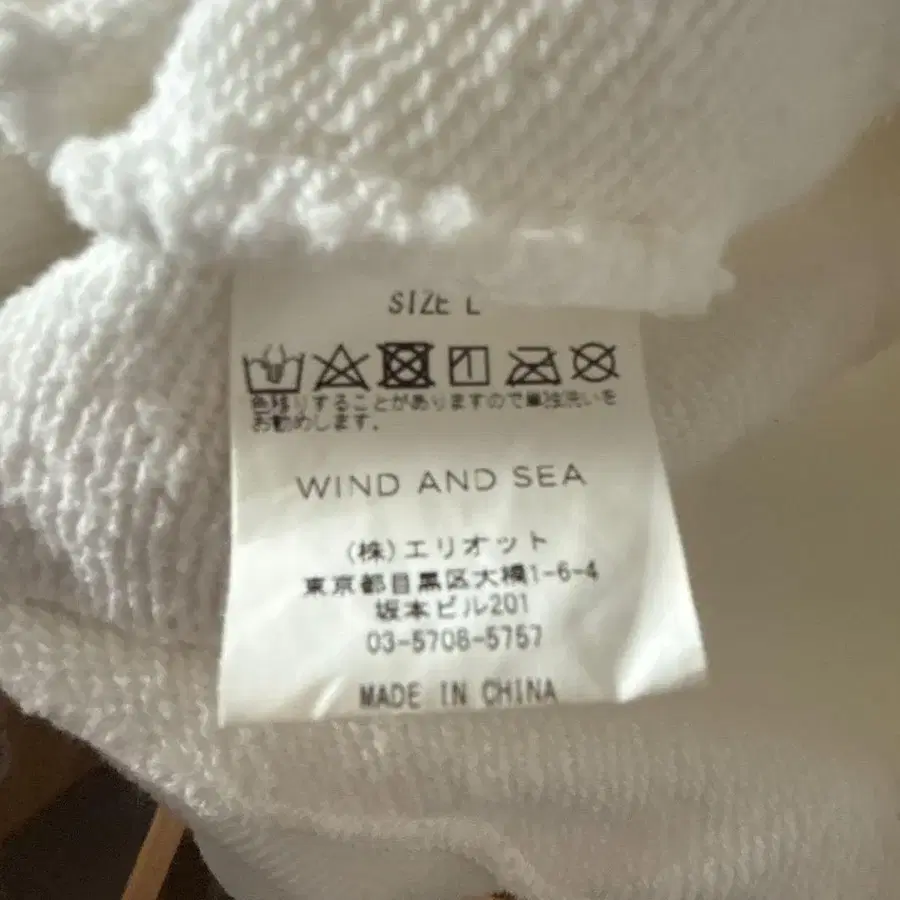 SIZE L
色移りすることがありますので単独洗いを
お勧めします。
WIND AND SEA
(株)エリオット
東京都目黒区大橋1-6-4
坂本ビル201
03-5708-5757
MADE IN CHINA